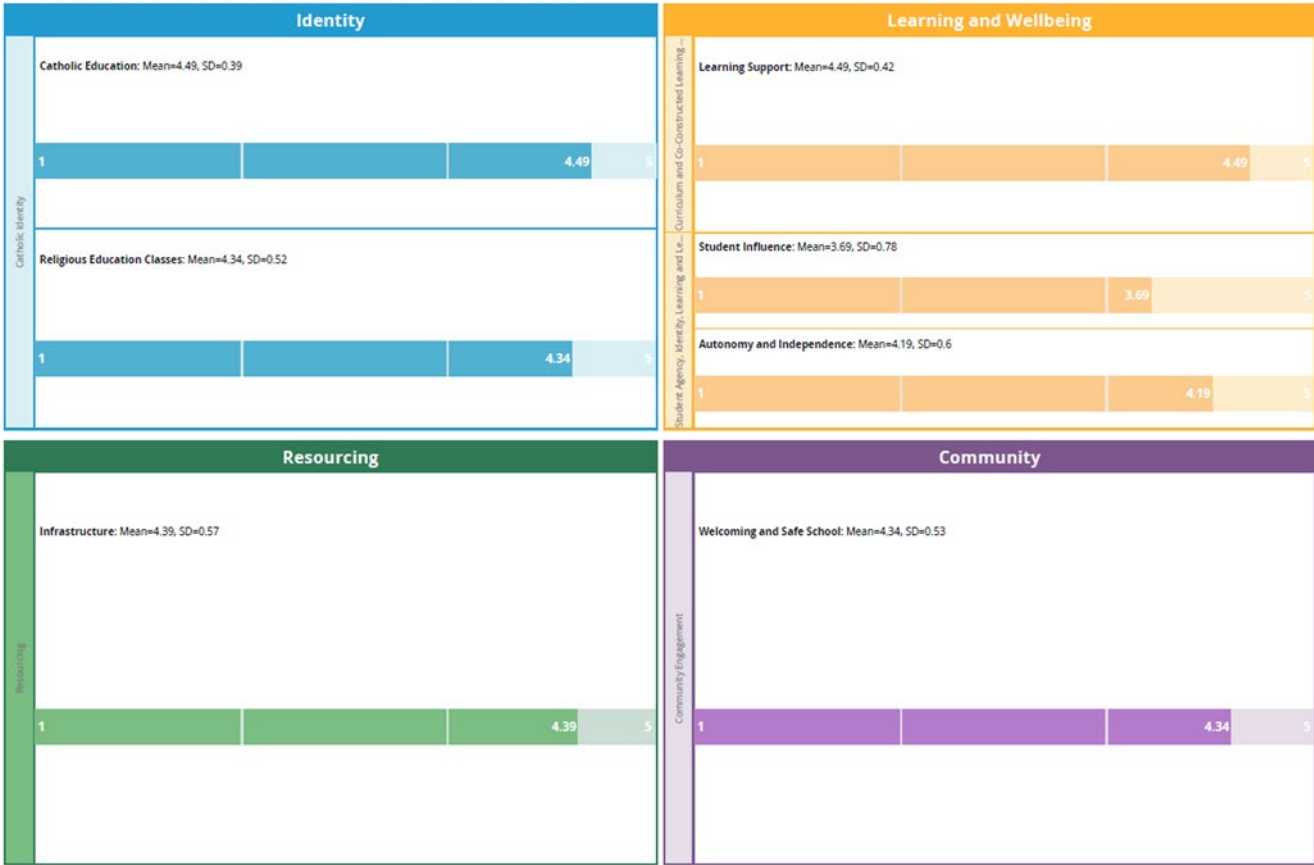 Identity
Catholic Identity
Catholic Education: Mean=4.49, SD=0.39
1 4.49 5
Religious Education Classes: Mean=4.34, SD=0.52
1 4.34 5
Learning and Wellbeing
Curriculum and Co-Constructed Learning ...
Learning Support: Mean=4.49, SD=0.42
1 4.49 5
Student Agency, Identity, Learning and Le...
Student Influence: Mean=3.69, SD=0.78
1 3.69 5
Autonomy and Independence: Mean=4.19, SD=0.6
1 4.19 5
Resourcing
Resourcing
Infrastructure: Mean=4.39, SD=0.57
1 4.39 5
Community
Community Engagement
Welcoming and Safe School: Mean=4.34, SD=0.53
1 4.34 5